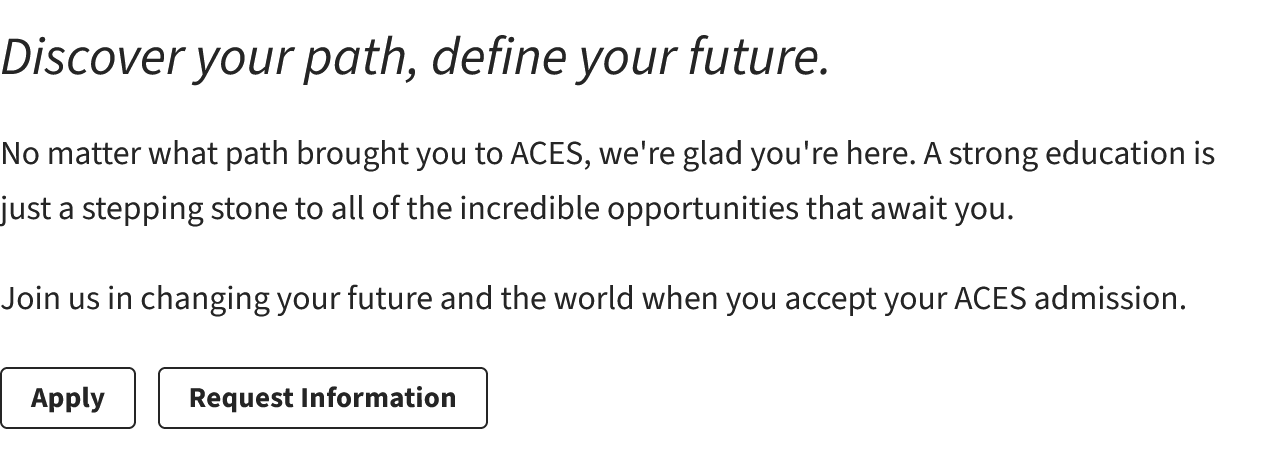 Discover your path, define your future.
No matter what path brought you to ACES, we're glad you're here. A strong education is
just a stepping stone to all of the incredible opportunities that await you.
Join us in changing your future and the world when you accept your ACES admission.
Apply
Request Information